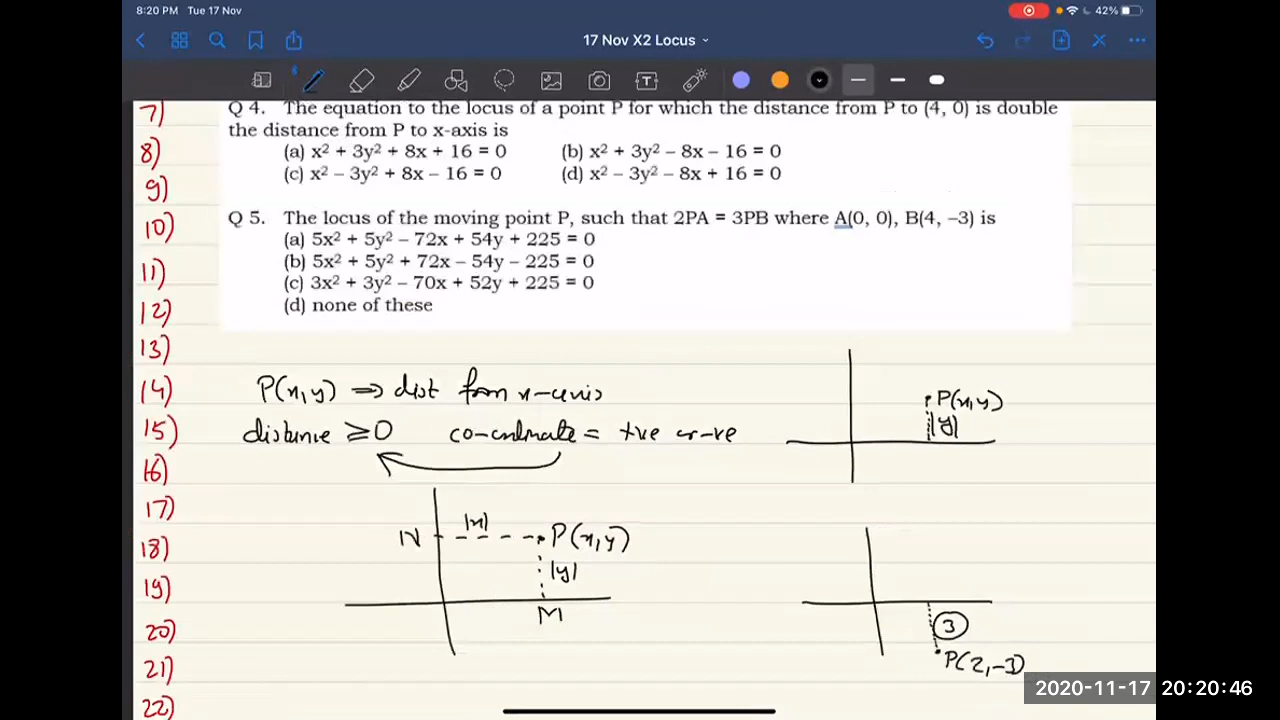 8:20 PM Tue 17 Nov
42%
17 Nov X2 Locus
Q 4. The equation to the locus of a point P for which the distance from P to (4, 0) is double
the distance from P to x-axis is
(a) x² + 3y² + 8x + 16 = 0 (b) x² + 3y² – 8x – 16 = 0
(c) x² – 3y² + 8x – 16 = 0 (d) x² – 3y² – 8x + 16 = 0
Q 5. The locus of the moving point P, such that 2PA = 3PB where A(0, 0), B(4, –3) is
(a) 5x² + 5y² – 72x + 54y + 225 = 0
(b) 5x² + 5y² + 72x – 54y – 225 = 0
(c) 3x² + 3y² – 70x + 52y + 225 = 0
(d) none of these
7)
8)
9)
10)
11)
12)
13)
14)
15)
16)
17)
18)
19)
20)
21)
22)
P(x,y) ⇒ dist from x-axis
distance ≥ 0 co-ordinate = +ve or -ve
P(x,y)
|y|
N |x| P(x,y)
|y|
M
3
P(2,-3)
2020-11-17 20:20:46